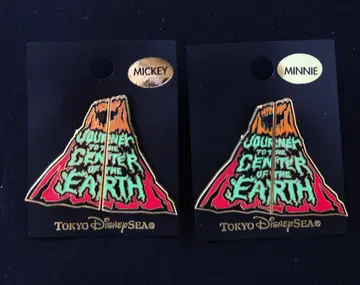 MICKEY
JOURNEY
TO THE
CENTER
OF THE
EARTH
TOKYO DISNEYSEA®
MINNIE
JOURNEY
TO THE
CENTER
OF THE
EARTH
TOKYO DISNEYSEA®